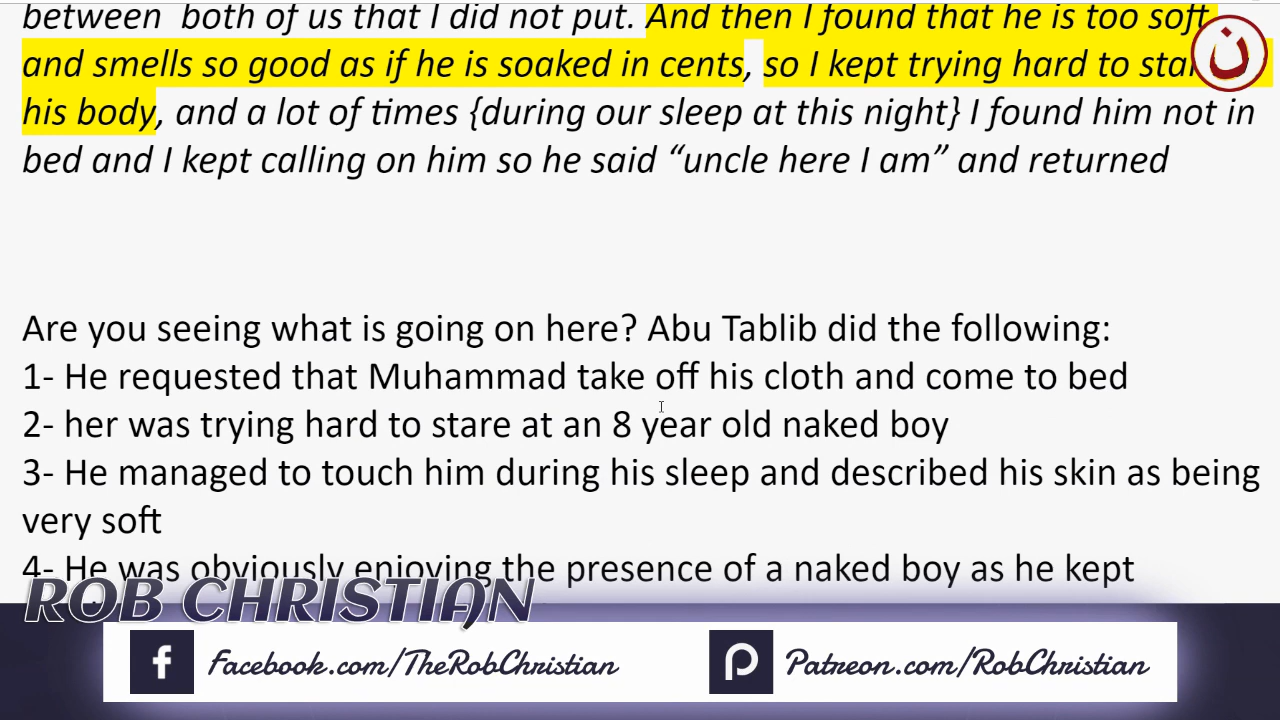 between both of us that I did not put. And then I found that he is too soft
and smells so good as if he is soaked in cents, so I kept trying hard to
his body, and a lot of times {during our sleep at this night} I found him not in
bed and I kept calling on him so he said “uncle here I am” and returned
ن
Are you seeing what is going on here? Abu Tablib did the following:
1- He requested that Muhammad take off his cloth and come to bed
2- her was trying hard to stare at an 8 year old naked boy
3- He managed to touch him during his sleep and described his skin as being
very soft
4- He was obviously enjoying the presence of a naked boy as he kept
ROB CHRISTIAN
Facebook.com/TheRobChristian
Patreon.com/RobChristian